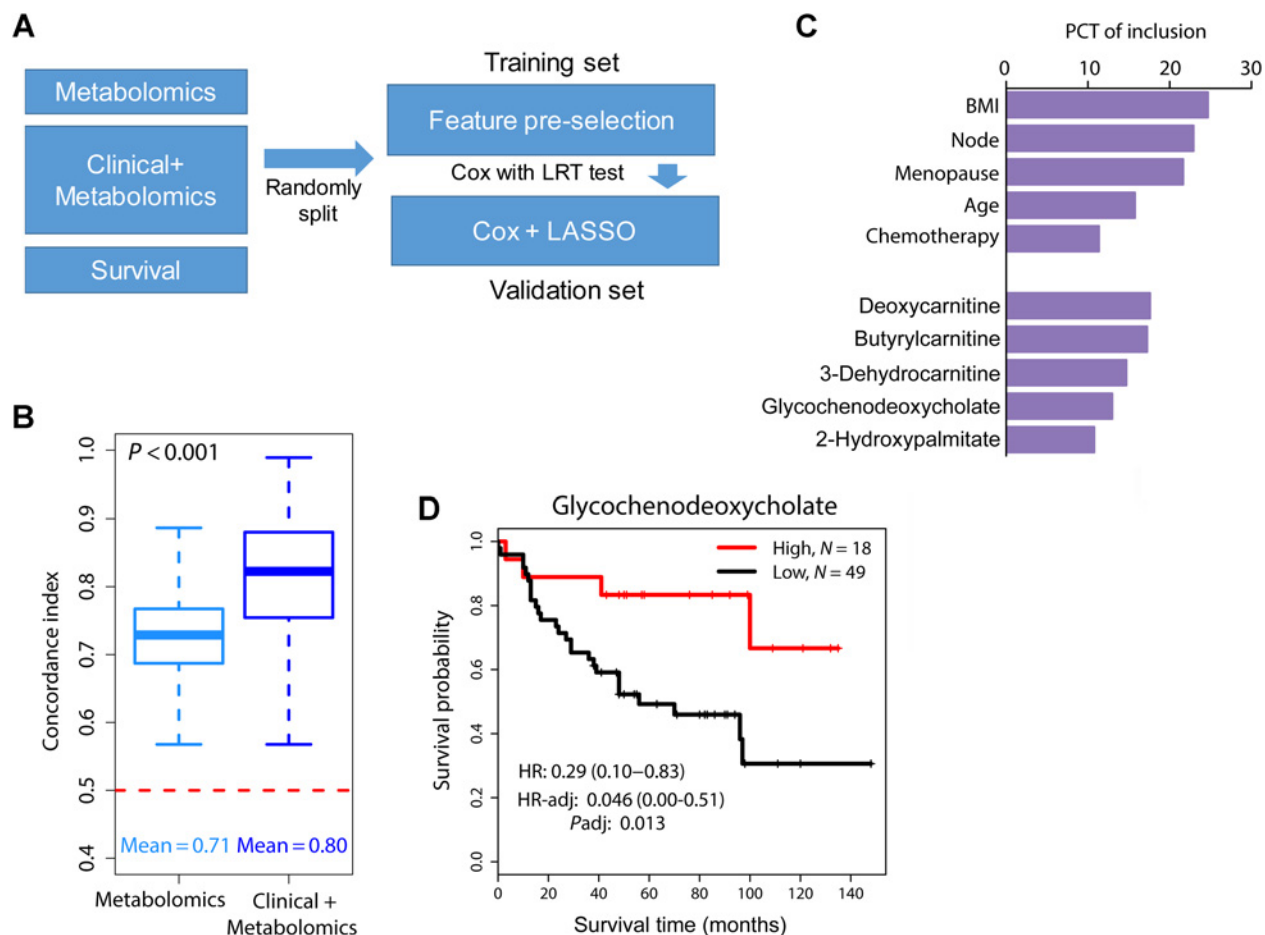 A
Metabolomics
Clinical+
Metabolomics
Survival
Randomly
split
Training set
Feature pre-selection
Cox with LRT test
Cox + LASSO
Validation set
C
PCT of inclusion
0 10 20 30
BMI
Node
Menopause
Age
Chemotherapy
Deoxycarnitine
Butyrylcarnitine
3-Dehydrocarnitine
Glycochenodeoxycholate
2-Hydroxypalmitate
B
P < 0.001
Concordance index
1.0
0.9
0.8
0.7
0.6
0.5
0.4
Mean = 0.71 Mean = 0.80
Metabolomics
Clinical +
Metabolomics
D
Glycochenodeoxycholate
High, N = 18
Low, N = 49
Survival probability
1.0
0.8
0.6
0.4
0.2
0.0
HR: 0.29 (0.10–0.83)
HR-adj: 0.046 (0.00-0.51)
Padj: 0.013
0 20 40 60 80 100 120 140
Survival time (months)